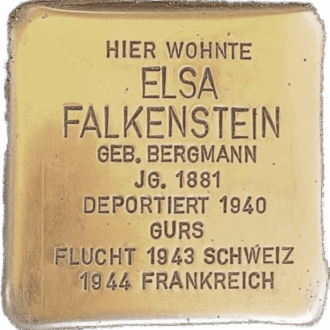 HIER WOHNTE
ELSA
FALKENSTEIN
GEB. BERGMANN
JG. 1881
DEPORTIERT 1940
GURS
FLUCHT 1943 SCHWEIZ
1944 FRANKREICH